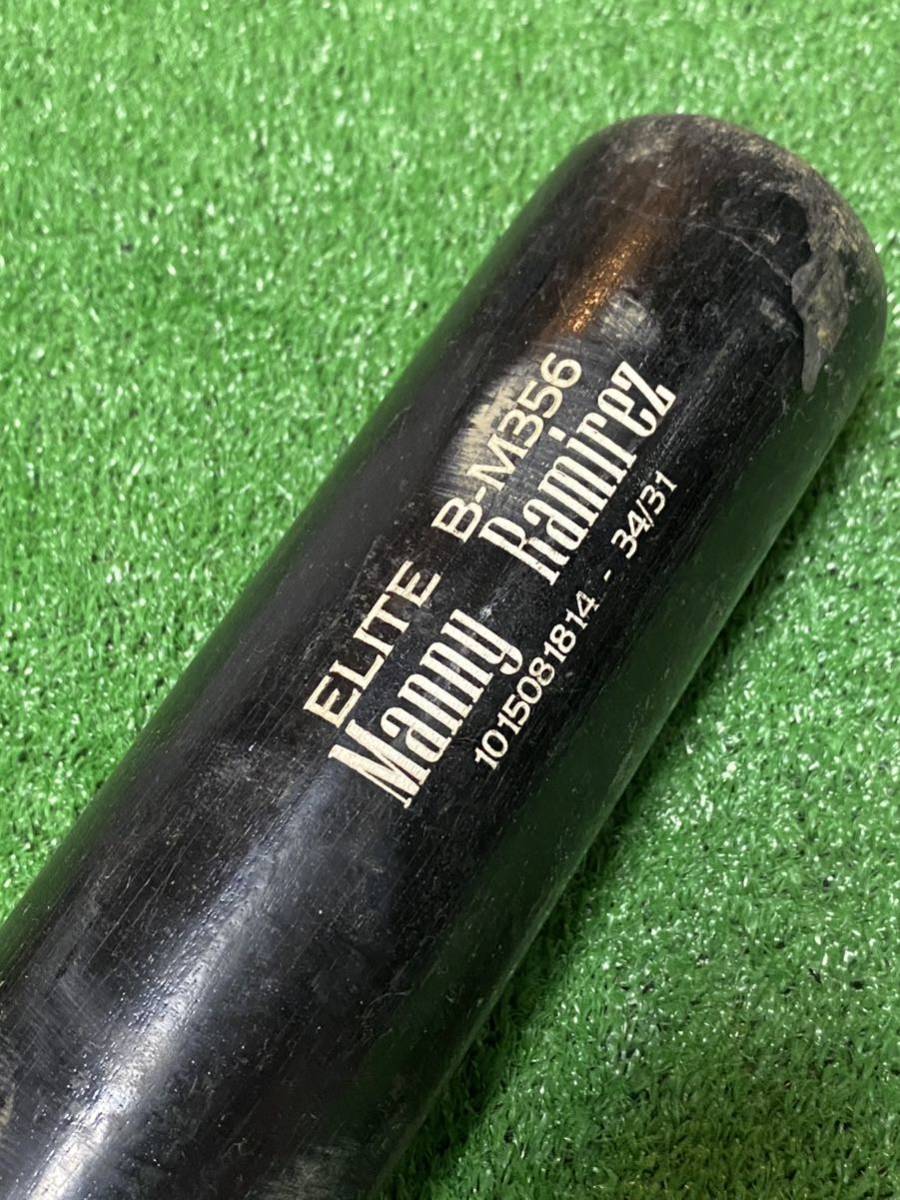 ELITE B-M356
Manny Ramirez
1015081814 - 34/31